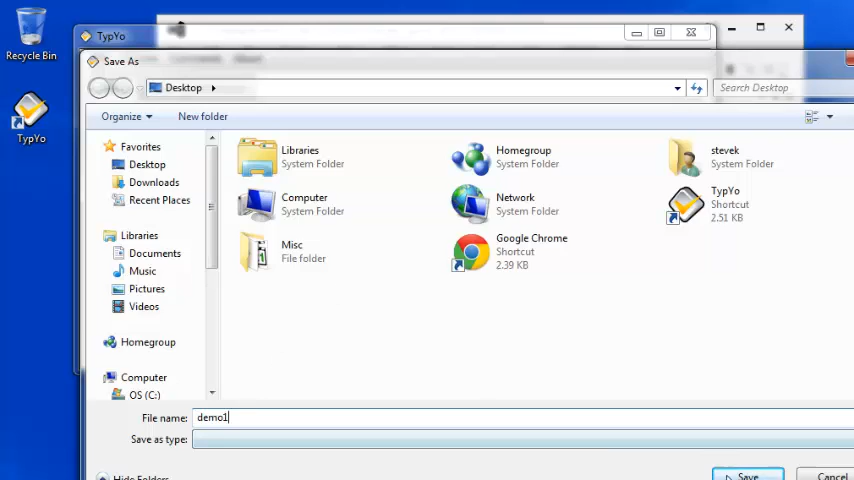 Recycle Bin
TypYo
TypYo
Save As
Desktop
Search Desktop
Organize
New folder
Favorites
Desktop
Downloads
Recent Places
Libraries
Documents
Music
Pictures
Videos
Homegroup
Computer
OS (C:)
Libraries
System Folder
Homegroup
System Folder
stevek
System Folder
Computer
System Folder
Network
System Folder
TypYo
Shortcut
2.51 KB
Misc
File folder
Google Chrome
Shortcut
2.39 KB
File name: demo1
Save as type:
Hide Folders
Save
Cancel